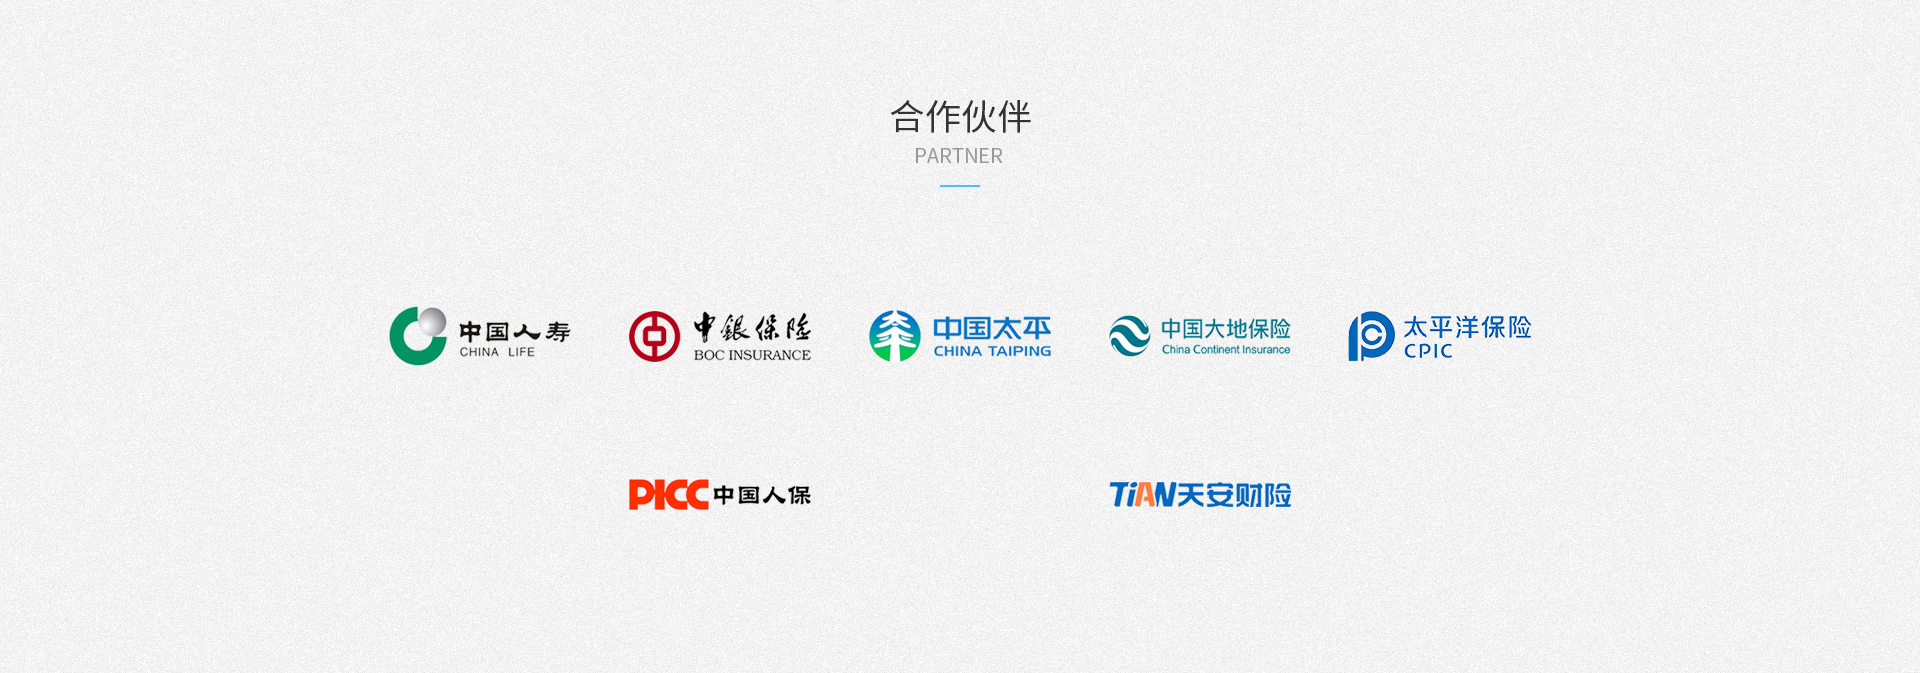 合作伙伴
PARTNER
中国人寿
CHINA LIFE
中銀保险
BOC INSURANCE
中国太平
CHINA TAIPING
中国大地保险
China Continent Insurance
太平洋保险
CPIC
PICC中国人保
TiAN天安财险